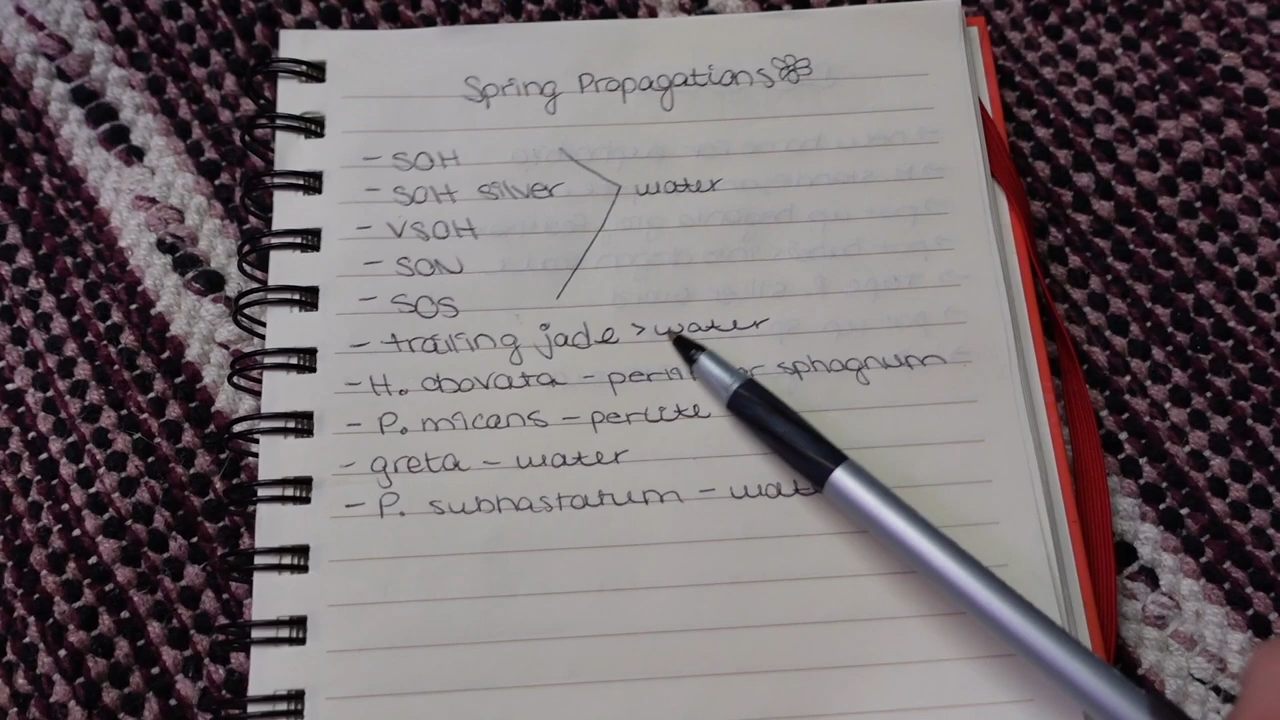 Spring Propagations
- SOH
- SOH silver > water
- VSOH
- SON
- SOS
- trailing jade > water
- H. obovata - sphagnum
- P. micans - perlite
- greta - water
- P. subhastatum -